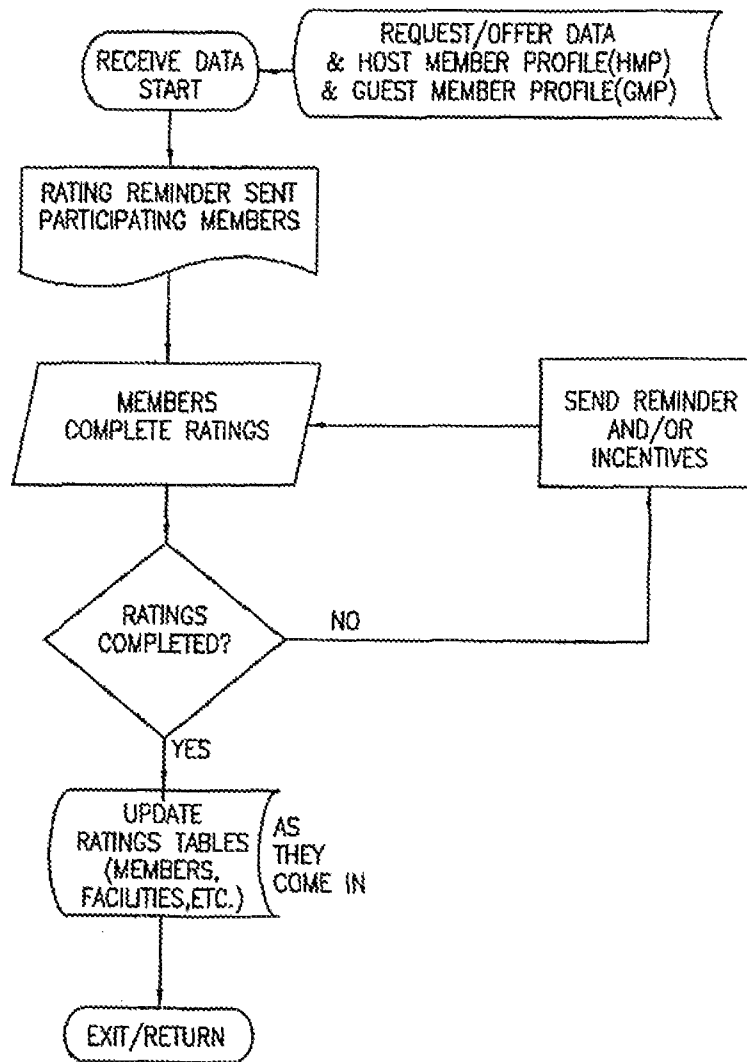 RECEIVE DATA
START
REQUEST/OFFER DATA
& HOST MEMBER PROFILE(HMP)
& GUEST MEMBER PROFILE(GMP)
RATING REMINDER SENT
PARTICIPATING MEMBERS
MEMBERS
COMPLETE RATINGS
SEND REMINDER
AND/OR
INCENTIVES
RATINGS
COMPLETED?
NO
YES
UPDATE
RATINGS TABLES
(MEMBERS,
FACILITIES,ETC.)
AS
THEY
COME IN
EXIT/RETURN